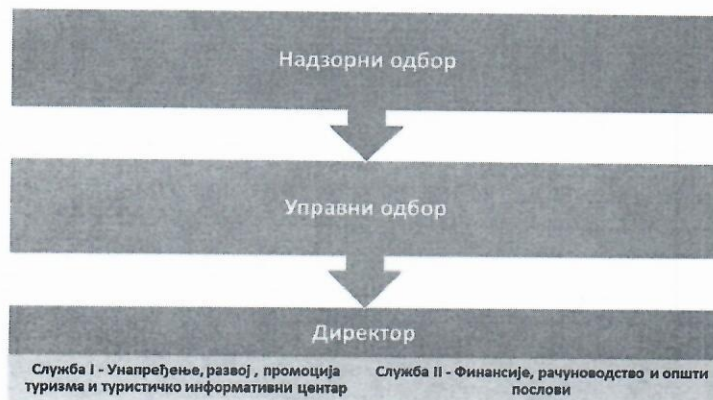 Надзорни одбор
Управни одбор
Директор
Служба I - Унапређење, развој , промоција
туризма и туристичко информативни центар
Служба II - Финансије, рачуноводство и општи
послови